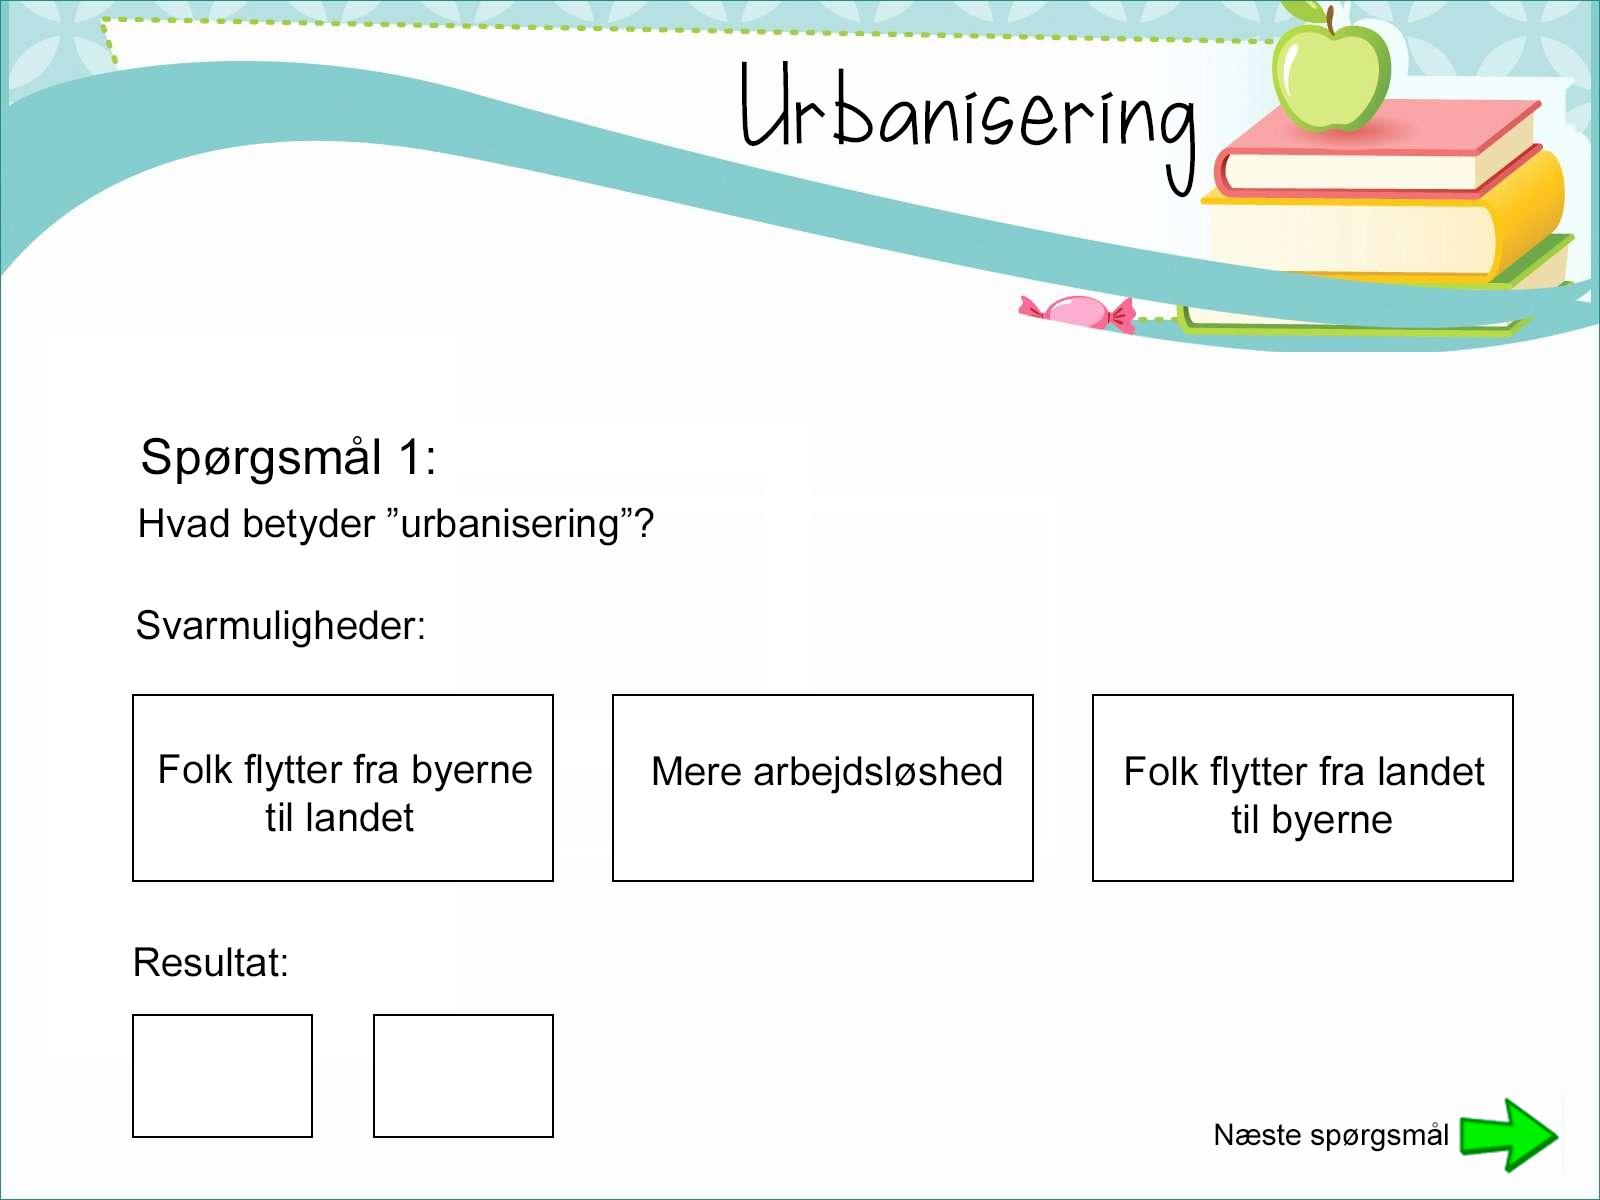 Urbanisering
Spørgsmål 1:
Hvad betyder ”urbanisering”?
Svarmuligheder:
Folk flytter fra byerne
til landet
Mere arbejdsløshed
Folk flytter fra landet
til byerne
Resultat:
Næste spørgsmål